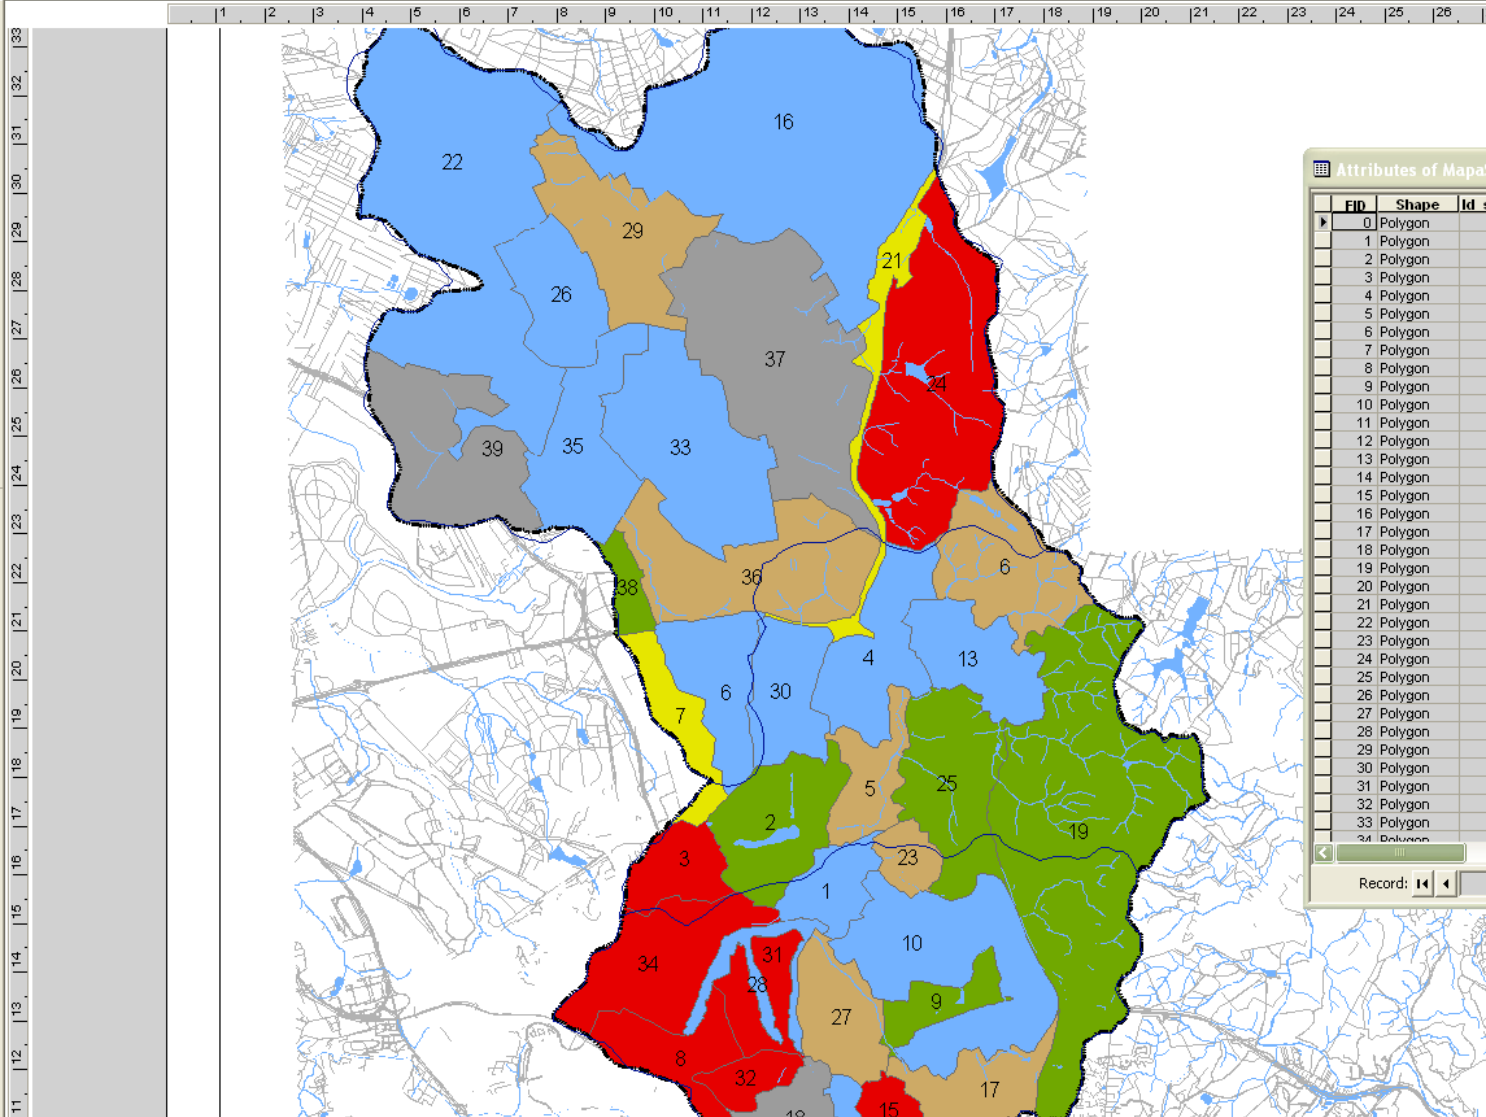 1 2 3 4 5 6 7 8 9 10 11 12 13 14 15 16 17 18 19 20 21 22 23 24 25 26
33
32
31
30
29
28
27
26
25
24
23
22
21
20
19
18
17
16
15
14
13
12
11
16
22
29
21
26
37
24
39
35
33
6
36
38
4
13
6
30
7
5
25
2
19
3
23
1
10
34
31
28
9
27
8
32
17
15
18
Attributes of Mapa
FID Shape Id
0 Polygon
1 Polygon
2 Polygon
3 Polygon
4 Polygon
5 Polygon
6 Polygon
7 Polygon
8 Polygon
9 Polygon
10 Polygon
11 Polygon
12 Polygon
13 Polygon
14 Polygon
15 Polygon
16 Polygon
17 Polygon
18 Polygon
19 Polygon
20 Polygon
21 Polygon
22 Polygon
23 Polygon
24 Polygon
25 Polygon
26 Polygon
27 Polygon
28 Polygon
29 Polygon
30 Polygon
31 Polygon
32 Polygon
33 Polygon
34 Polygon
Record: